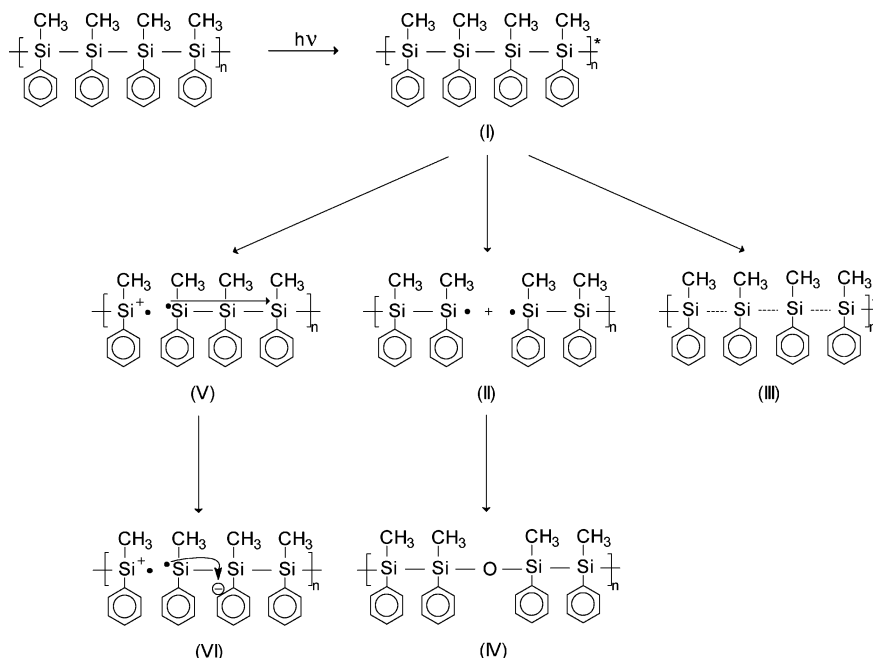 CH3 CH3 CH3 CH3
[ Si Si Si Si ]n
hν
CH3 CH3 CH3 CH3
[ Si Si Si Si ]n*
(I)
CH3 CH3 CH3 CH3
[ Si+• •Si Si Si ]n
(V)
CH3 CH3 CH3 CH3
[ Si Si• + •Si Si ]n
(II)
CH3 CH3 CH3 CH3
[ Si Si Si Si ]n
(III)
CH3 CH3 CH3 CH3
[ Si+• •Si Si Si ]n
⊖
(VI)
CH3 CH3 CH3 CH3
[ Si Si O Si Si ]n
(IV)